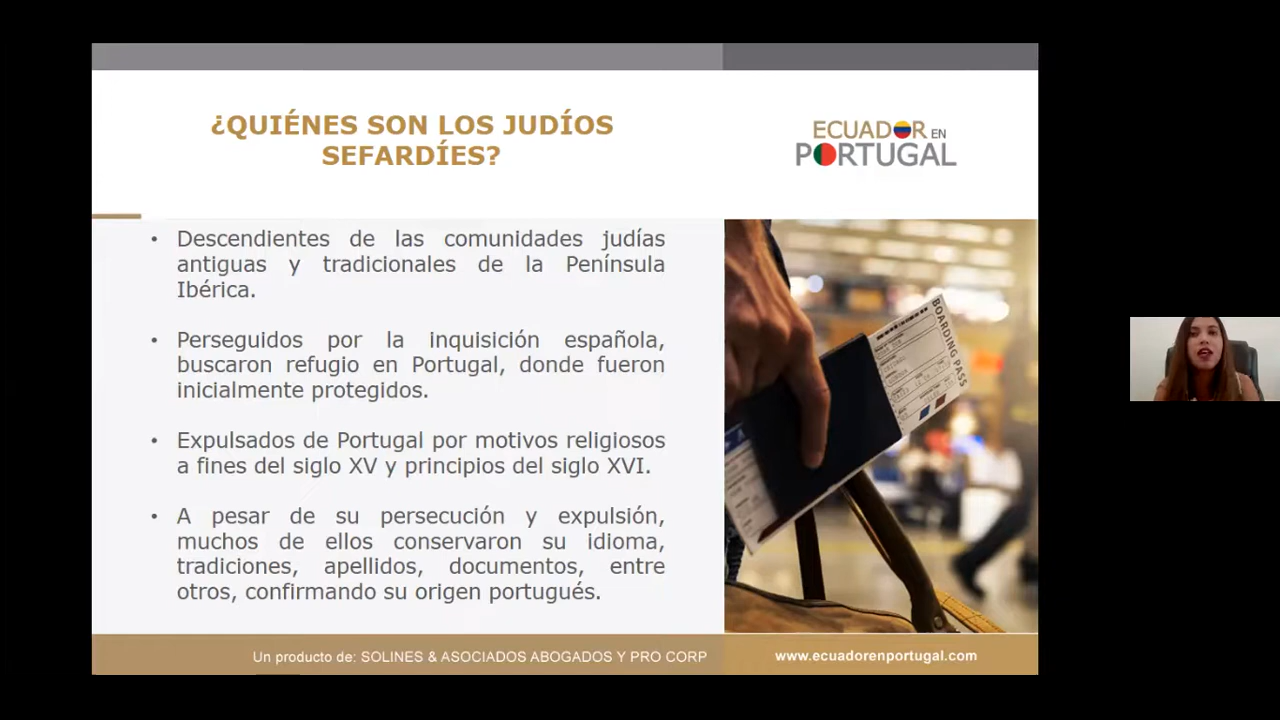 ¿QUIÉNES SON LOS JUDÍOS
SEFARDÍES?
ECUADOR EN
PORTUGAL
• Descendientes de las comunidades judías
antiguas y tradicionales de la Península
Ibérica.
• Perseguidos por la inquisición española,
buscaron refugio en Portugal, donde fueron
inicialmente protegidos.
• Expulsados de Portugal por motivos religiosos
a fines del siglo XV y principios del siglo XVI.
• A pesar de su persecución y expulsión,
muchos de ellos conservaron su idioma,
tradiciones, apellidos, documentos, entre
otros, confirmando su origen portugués.
BOARDING PASS
Un producto de: SOLINES & ASOCIADOS ABOGADOS Y PRO CORP
www.ecuadorenportugal.com